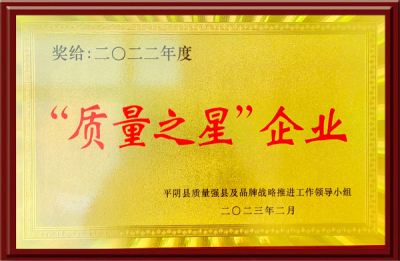 奖给：二〇二二年度
“质量之星”企业
平阴县质量强县及品牌战略推进工作领导小组
二〇二三年二月